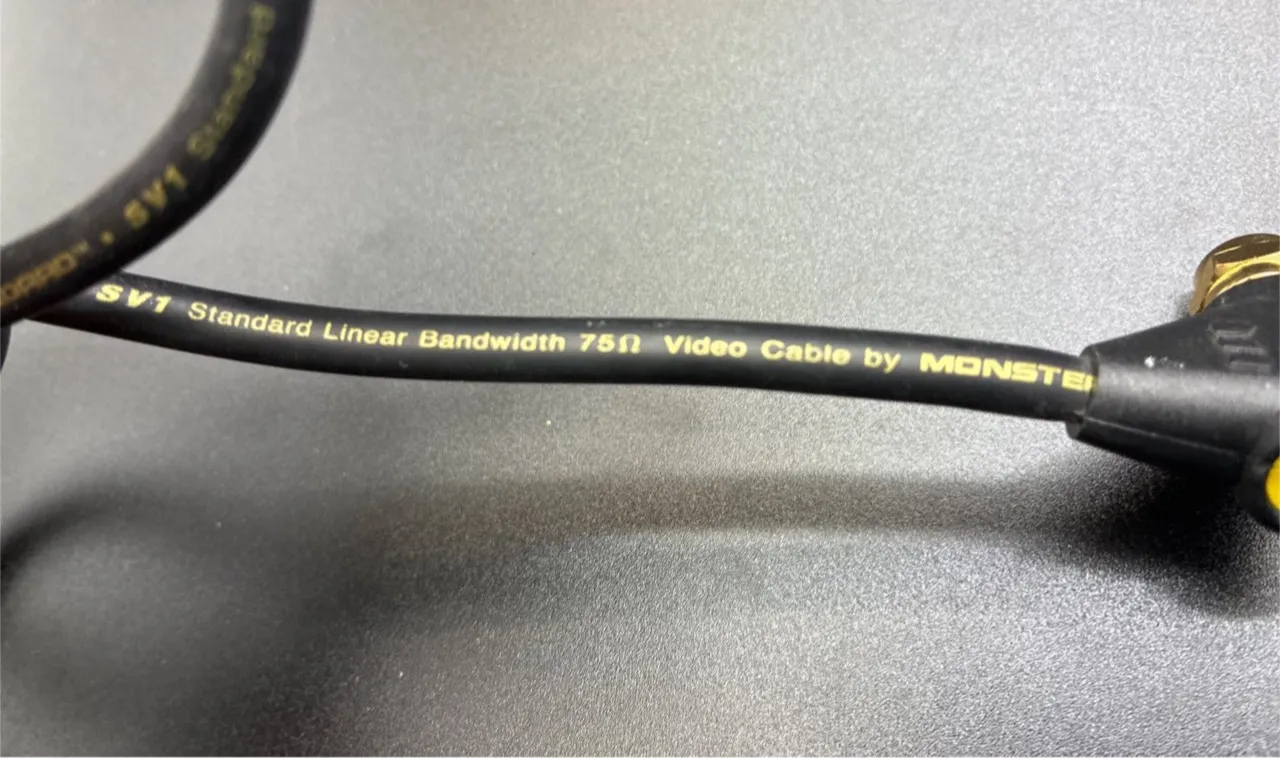 SV1 Standard
SV1 Standard Linear Bandwidth 75Ω Video Cable by MONSTER